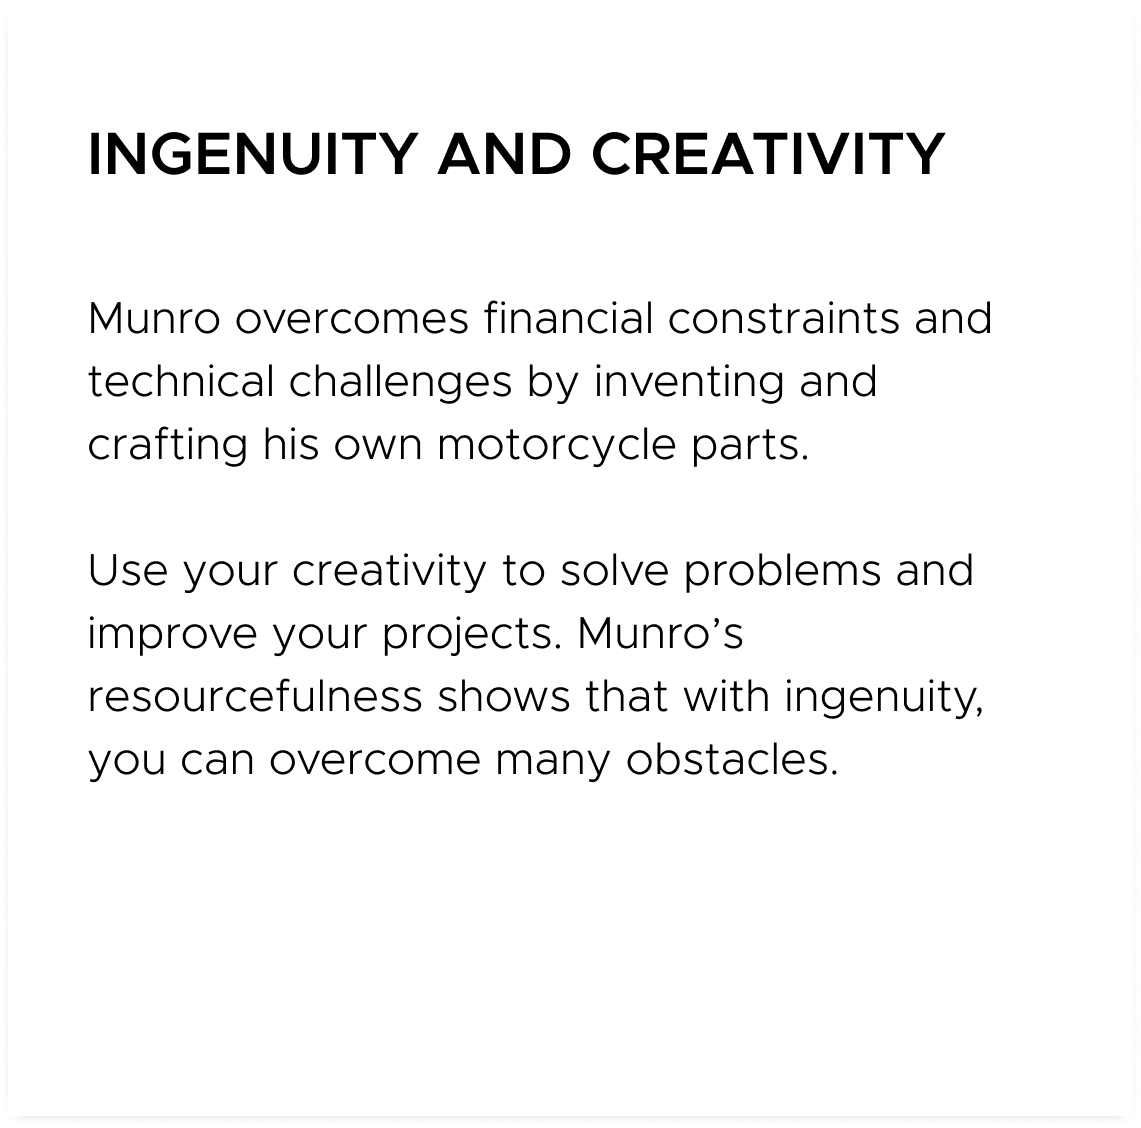 INGENUITY AND CREATIVITY
Munro overcomes financial constraints and
technical challenges by inventing and
crafting his own motorcycle parts.
Use your creativity to solve problems and
improve your projects. Munro’s
resourcefulness shows that with ingenuity,
you can overcome many obstacles.